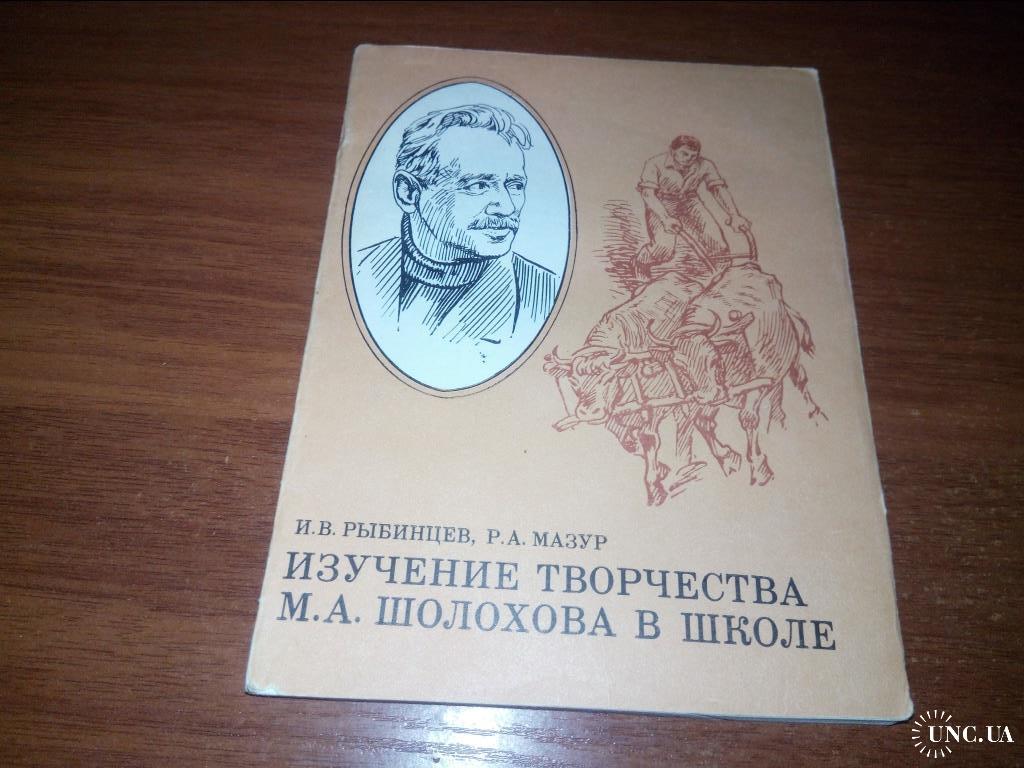 И.В. РЫБИНЦЕВ, Р.А. МАЗУР
ИЗУЧЕНИЕ ТВОРЧЕСТВА
М.А. ШОЛОХОВА В ШКОЛЕ
UNC.UA